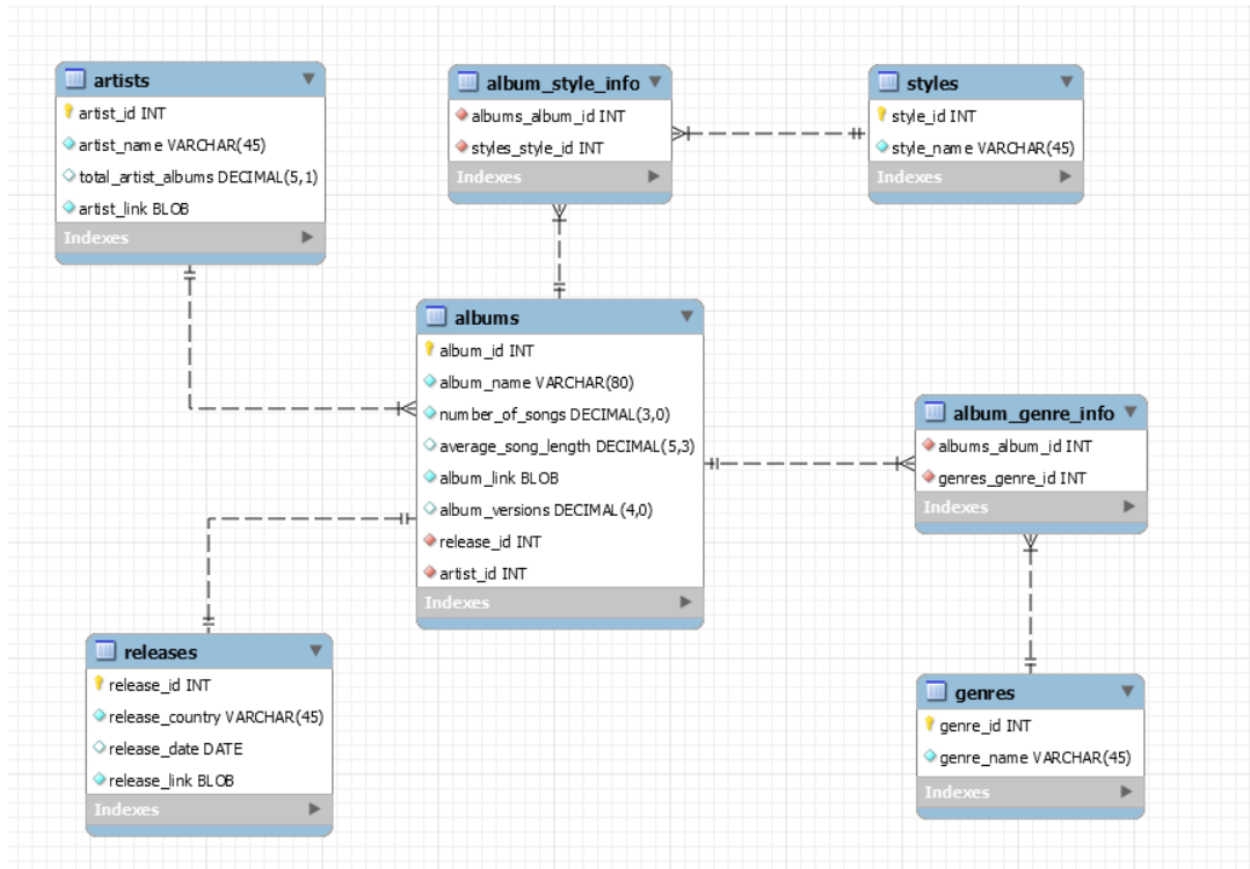 artists
artist_id INT
artist_name VARCHAR(45)
total_artist_albums DECIMAL(5,1)
artist_link BLOB
Indexes
album_style_info
albums_album_id INT
styles_style_id INT
Indexes
styles
style_id INT
style_name VARCHAR(45)
Indexes
albums
album_id INT
album_name VARCHAR(80)
number_of_songs DECIMAL(3,0)
average_song_length DECIMAL(5,3)
album_link BLOB
album_versions DECIMAL(4,0)
release_id INT
artist_id INT
Indexes
album_genre_info
albums_album_id INT
genres_genre_id INT
Indexes
releases
release_id INT
release_country VARCHAR(45)
release_date DATE
release_link BLOB
Indexes
genres
genre_id INT
genre_name VARCHAR(45)
Indexes